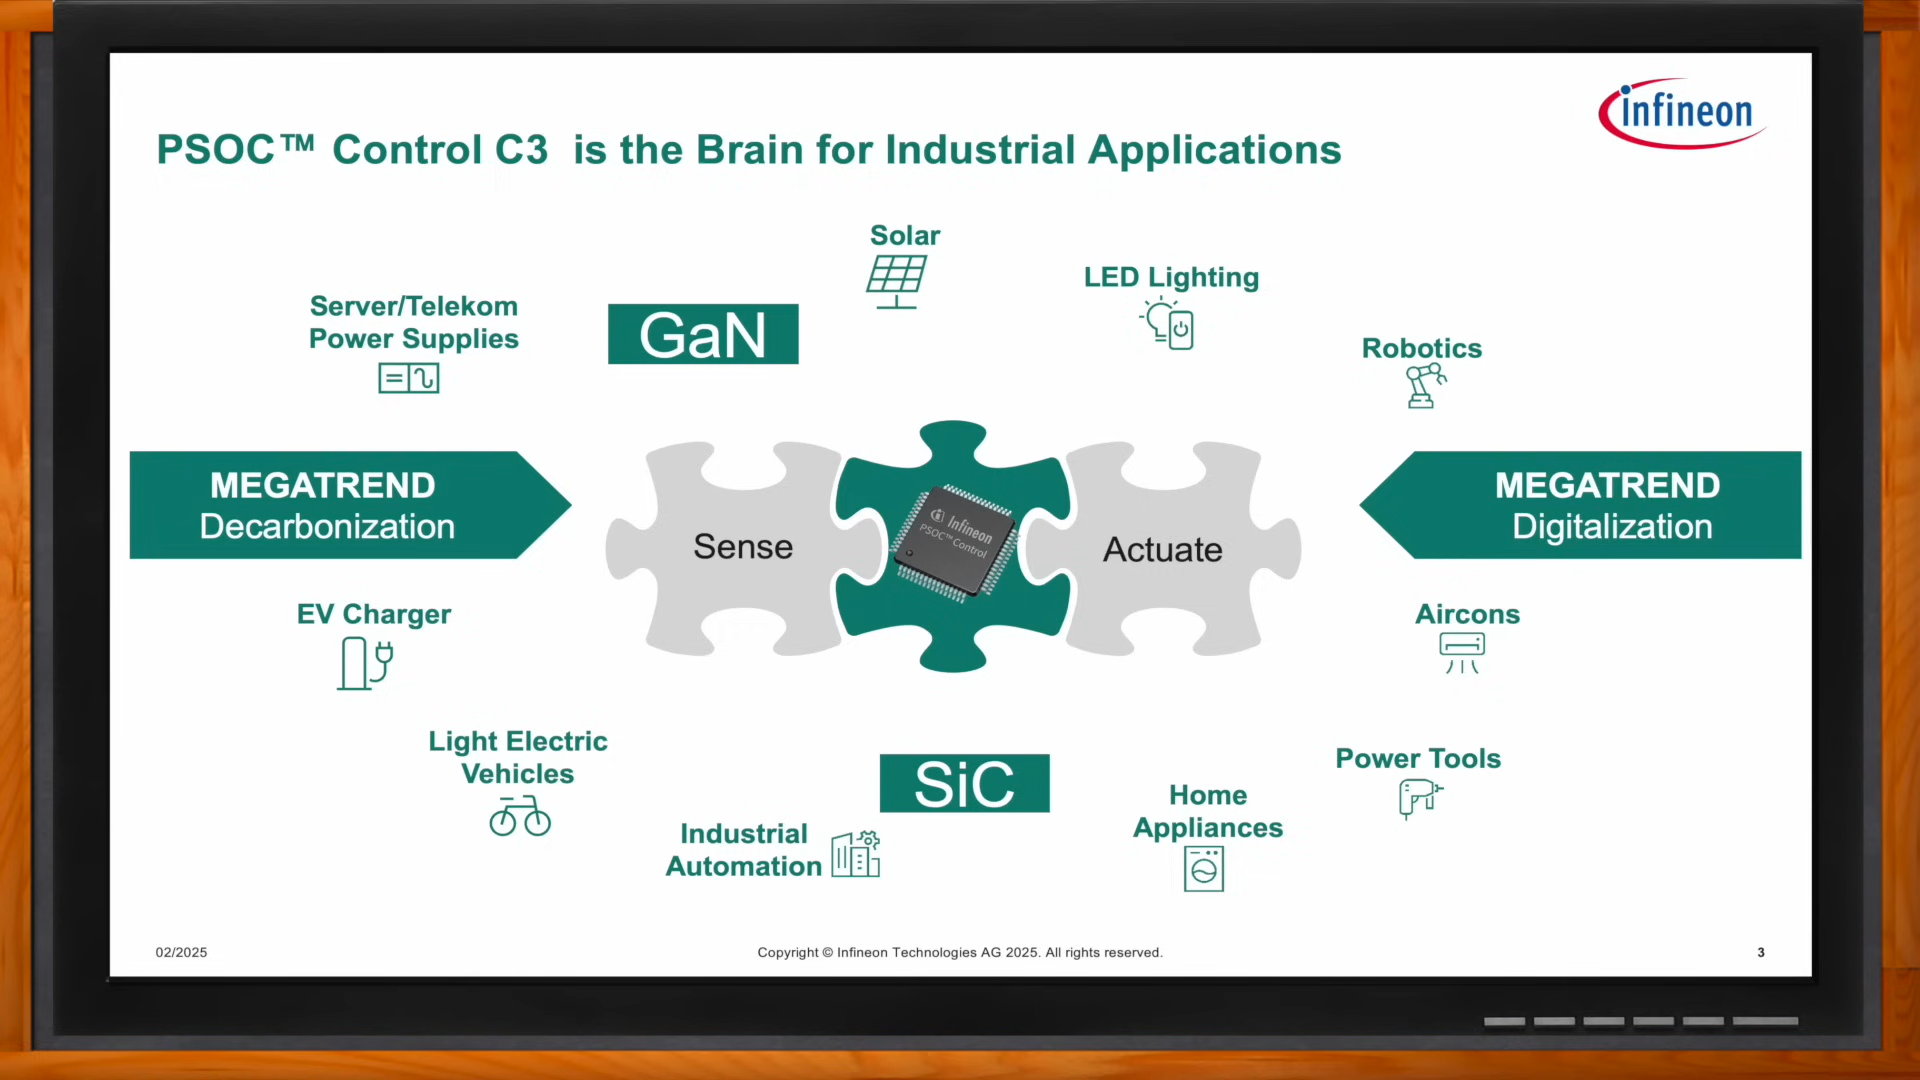 infineon
PSOC™ Control C3 is the Brain for Industrial Applications
Solar
LED Lighting
Server/Telekom
Power Supplies
GaN
Robotics
MEGATREND
Decarbonization
Sense
Infineon
PSOC™ Control
Actuate
MEGATREND
Digitalization
EV Charger
Aircons
Light Electric
Vehicles
SiC
Power Tools
Home
Appliances
Industrial
Automation
02/2025
Copyright © Infineon Technologies AG 2025. All rights reserved.
3